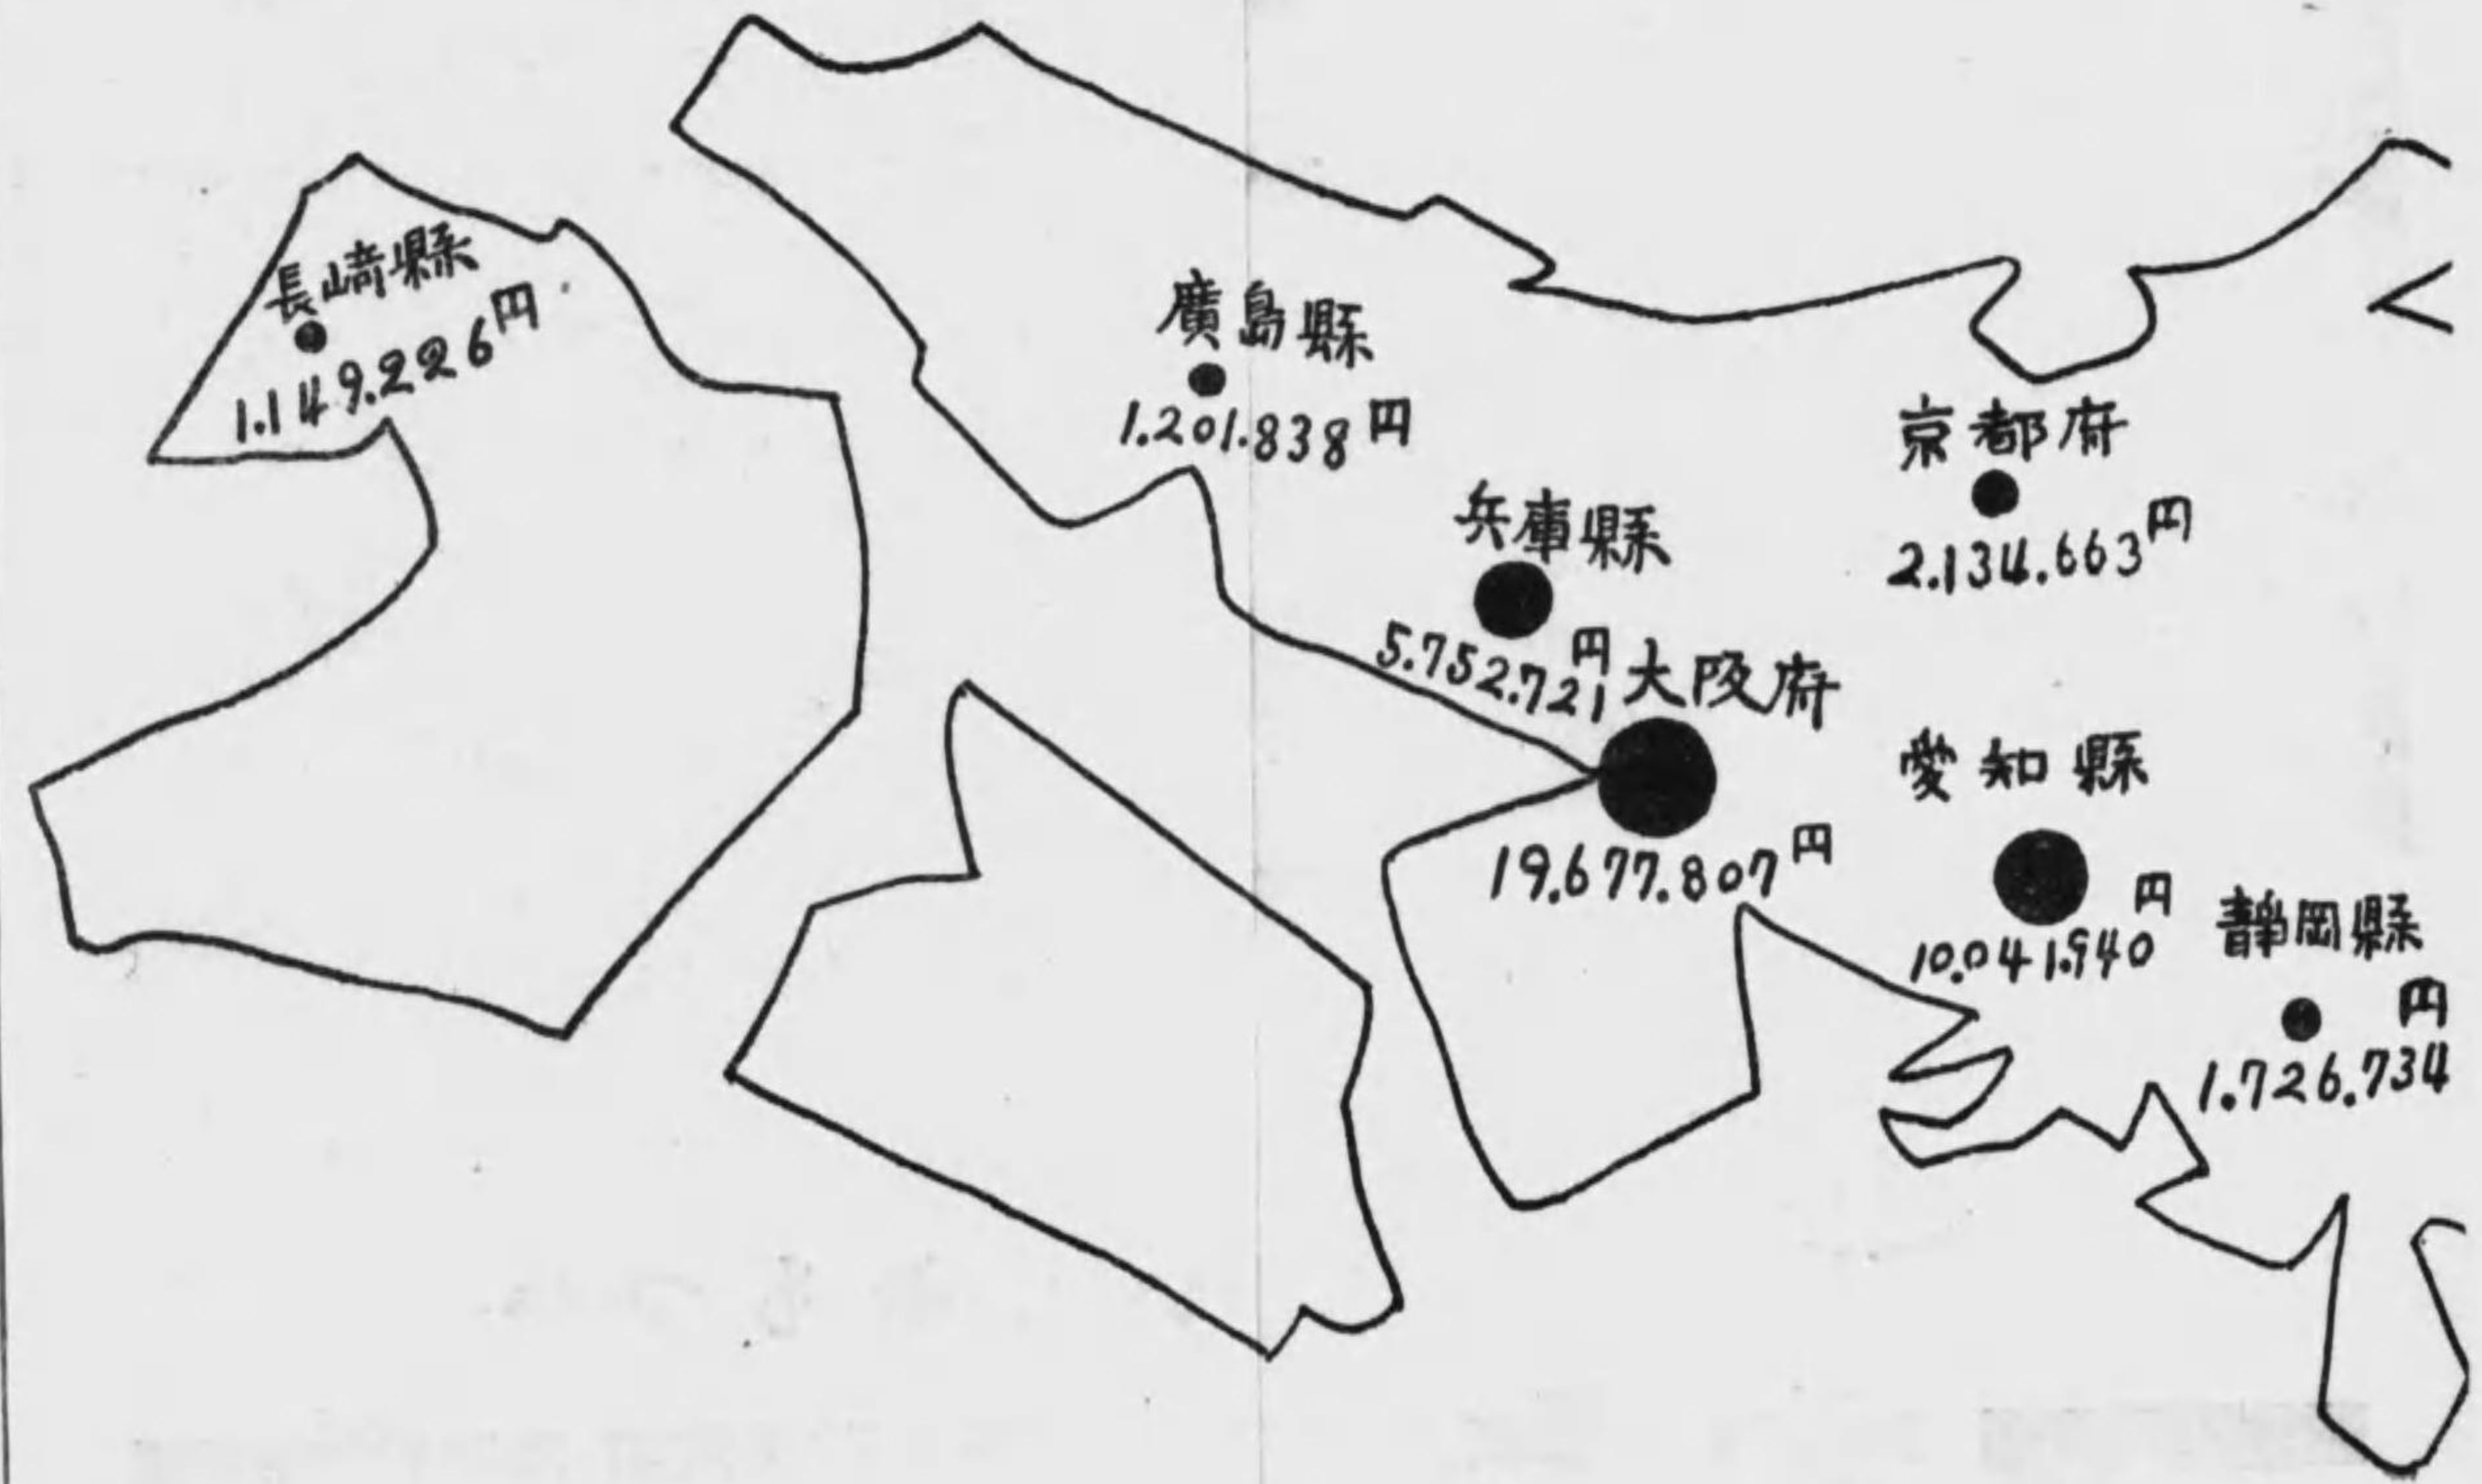 長崎縣
1.149.226円
廣島縣
1.201.838円
兵庫縣
5.752.721円
大阪府
19.677.807円
京都府
2.134.663円
愛知縣
10.041.940円
静岡縣
1.726.734円